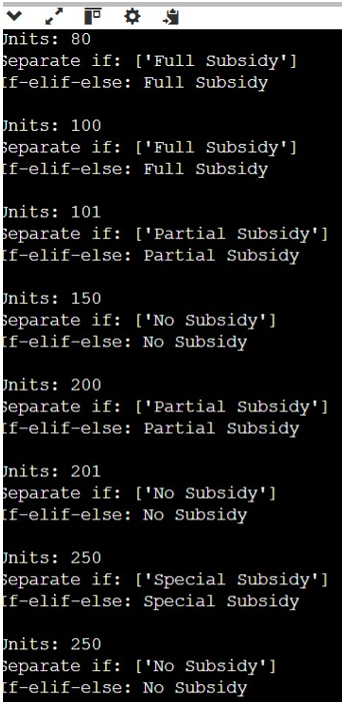 Units: 80
Separate if: ['Full Subsidy']
If-elif-else: Full Subsidy
Units: 100
Separate if: ['Full Subsidy']
If-elif-else: Full Subsidy
Units: 101
Separate if: ['Partial Subsidy']
If-elif-else: Partial Subsidy
Units: 150
Separate if: ['No Subsidy']
If-elif-else: No Subsidy
Units: 200
Separate if: ['Partial Subsidy']
If-elif-else: Partial Subsidy
Units: 201
Separate if: ['No Subsidy']
If-elif-else: No Subsidy
Units: 250
Separate if: ['Special Subsidy']
If-elif-else: Special Subsidy
Units: 250
Separate if: ['No Subsidy']
If-elif-else: No Subsidy